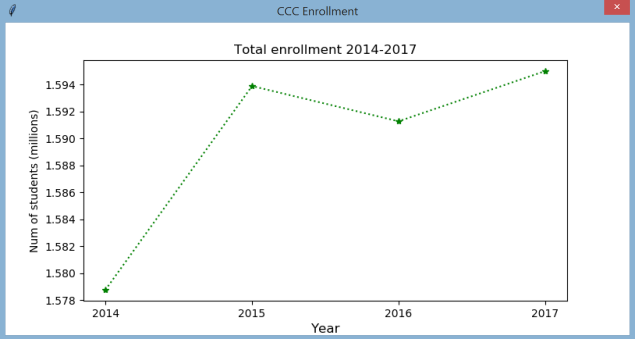 CCC Enrollment
Total enrollment 2014-2017
1.594
1.592
1.590
1.588
1.586
1.584
1.582
1.580
1.578
Num of students (millions)
2014 2015 2016 2017
Year